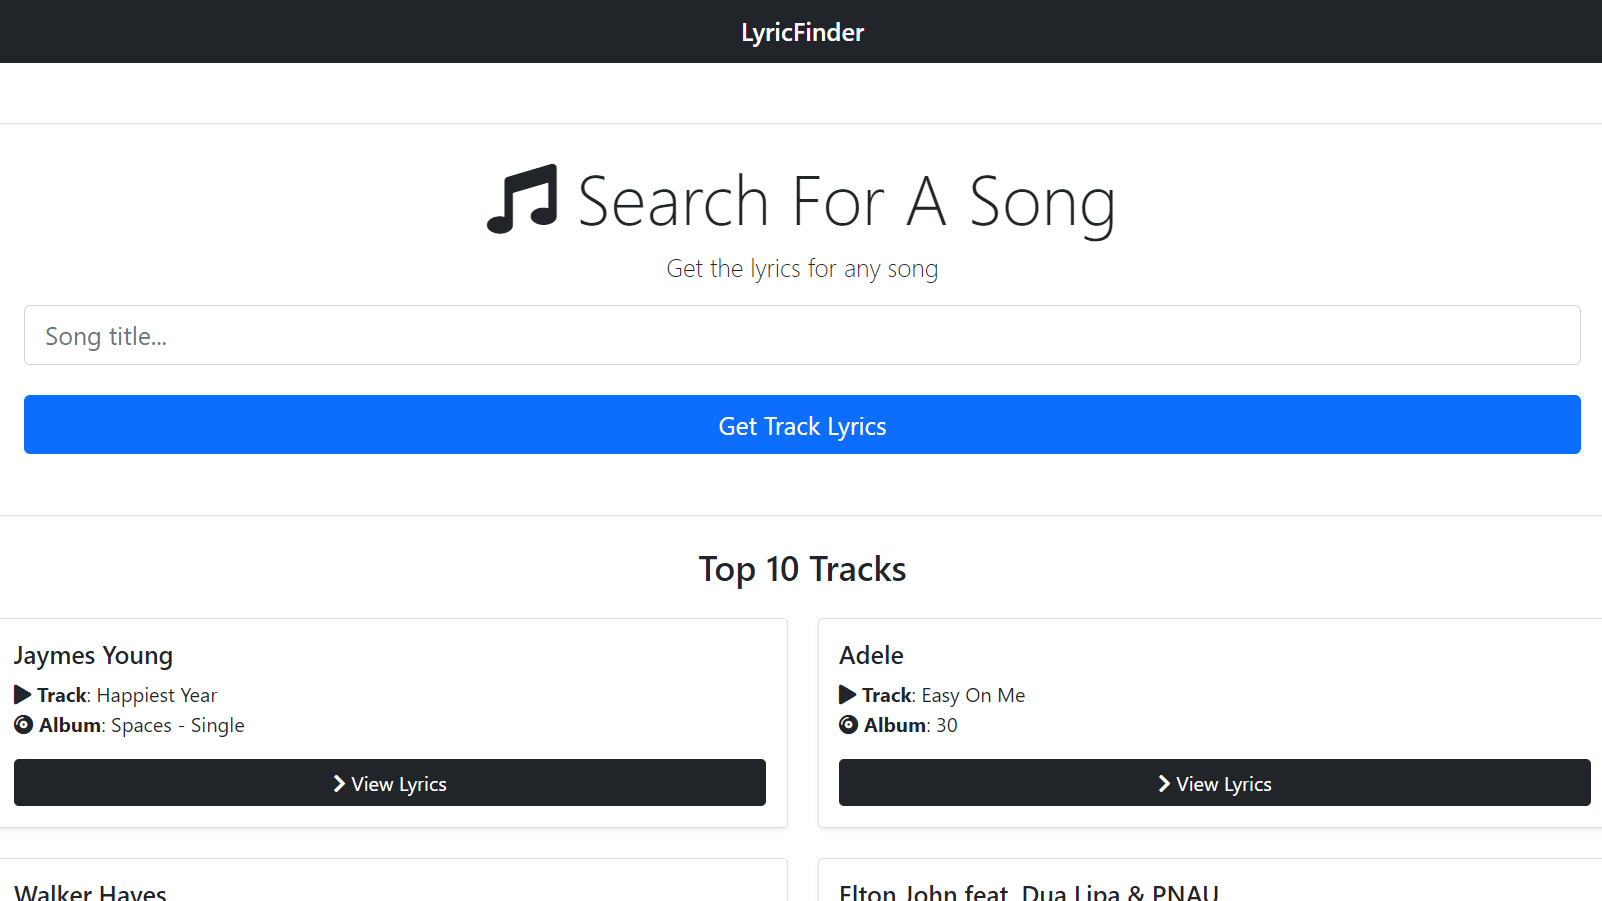 LyricFinder
Search For A Song
Get the lyrics for any song
Song title...
Get Track Lyrics
Top 10 Tracks
Jaymes Young
Track: Happiest Year
Album: Spaces - Single
View Lyrics
Adele
Track: Easy On Me
Album: 30
View Lyrics
Walker Hayes
Elton John feat. Dua Lipa & PNAU